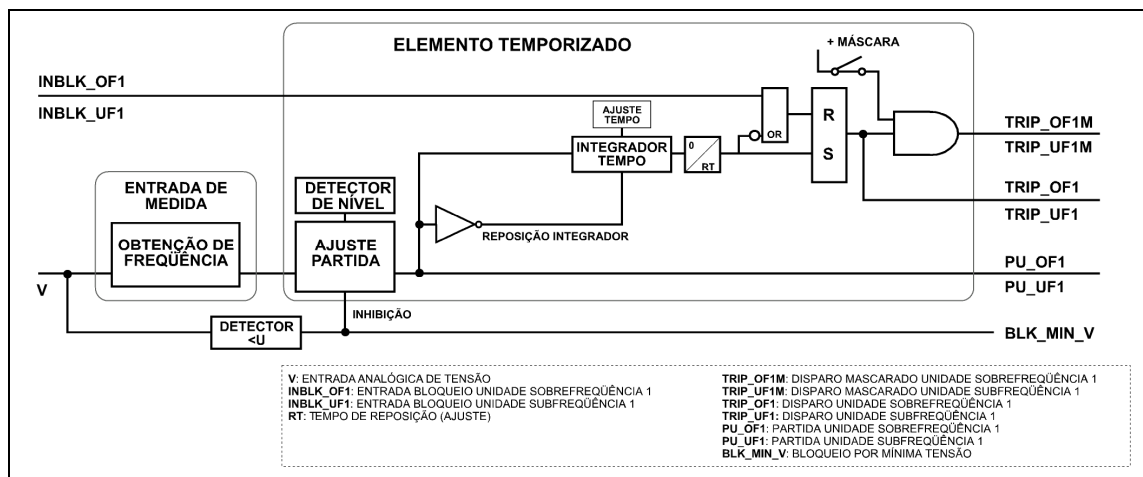 ELEMENTO TEMPORIZADO
+ MÁSCARA
INBLK_OF1
INBLK_UF1
AJUSTE
TEMPO
INTEGRADOR
TEMPO
0
RT
OR
R
S
TRIP_OF1M
TRIP_UF1M
TRIP_OF1
TRIP_UF1
ENTRADA DE
MEDIDA
OBTENÇÃO DE
FREQÜÊNCIA
DETECTOR
DE NÍVEL
AJUSTE
PARTIDA
REPOSIÇÃO INTEGRADOR
PU_OF1
PU_UF1
V
INHIBIÇÃO
DETECTOR
<U
BLK_MIN_V
V: ENTRADA ANALÓGICA DE TENSÃO
INBLK_OF1: ENTRADA BLOQUEIO UNIDADE SOBREFREQÜÊNCIA 1
INBLK_UF1: ENTRADA BLOQUEIO UNIDADE SUBFREQÜÊNCIA 1
RT: TEMPO DE REPOSIÇÃO (AJUSTE)
TRIP_OF1M: DISPARO MASCARADO UNIDADE SOBREFREQÜÊNCIA 1
TRIP_UF1M: DISPARO MASCARADO UNIDADE SUBFREQÜÊNCIA 1
TRIP_OF1: DISPARO UNIDADE SOBREFREQÜÊNCIA 1
TRIP_UF1: DISPARO UNIDADE SUBFREQÜÊNCIA 1
PU_OF1: PARTIDA UNIDADE SOBREFREQÜÊNCIA 1
PU_UF1: PARTIDA UNIDADE SUBFREQÜÊNCIA 1
BLK_MIN_V: BLOQUEIO POR MÍNIMA TENSÃO